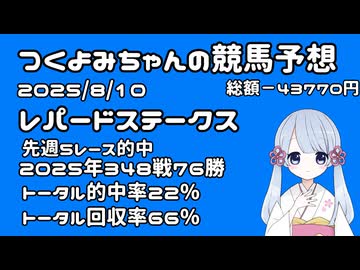 つくよみちゃんの競馬予想
2025/8/10 総額－43770円
レパードステークス
先週5レース的中
2025年348戦76勝
トータル的中率22%
トータル回収率66%